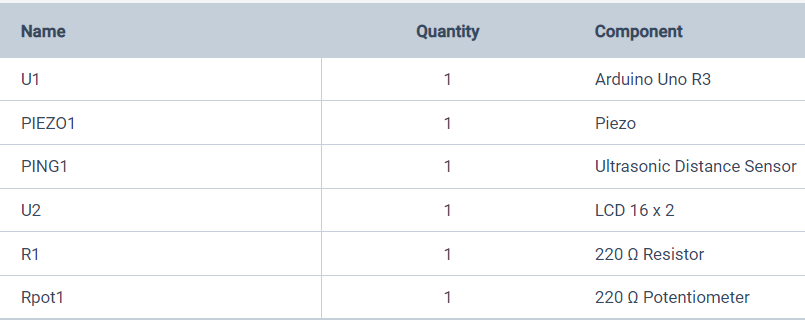 Name Quantity Component
U1 1 Arduino Uno R3
PIEZO1 1 Piezo
PING1 1 Ultrasonic Distance Sensor
U2 1 LCD 16 x 2
R1 1 220 Ω Resistor
Rpot1 1 220 Ω Potentiometer